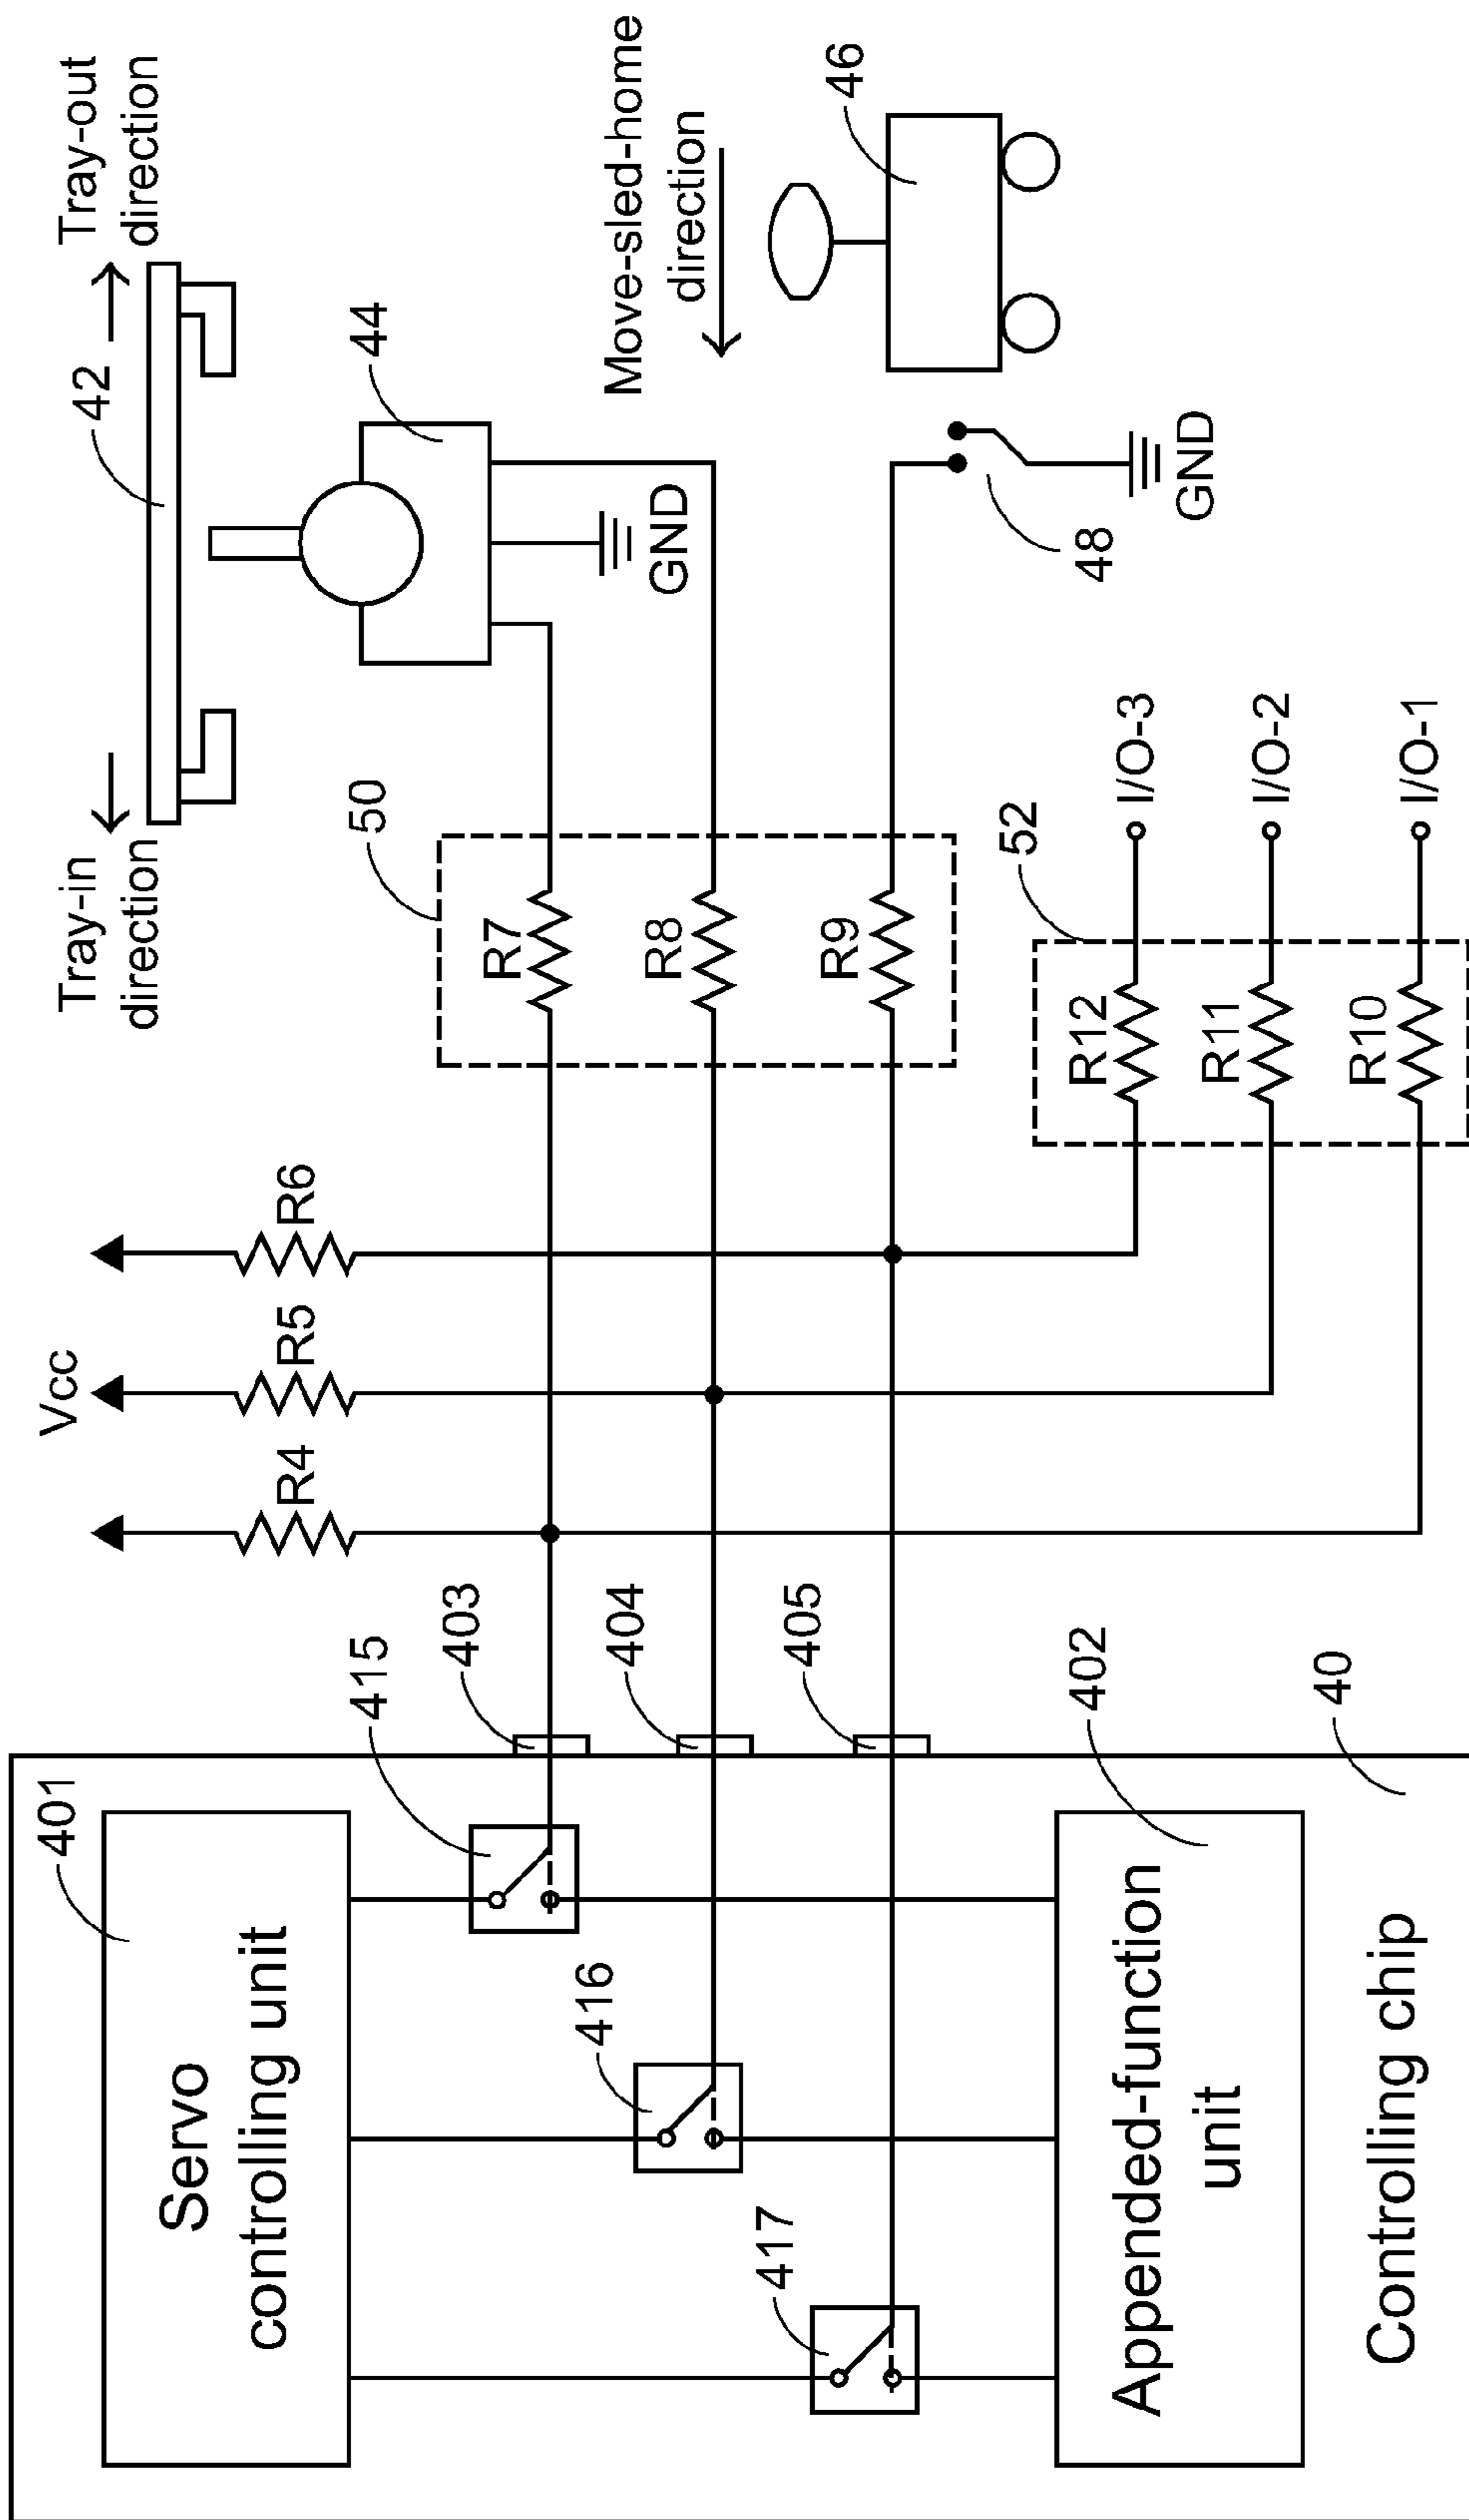 401
Servo
controlling unit
415
416
417
403
404
405
402
Appended-function
unit
Controlling chip
40
Vcc
R4
R5
R6
Tray-in
direction
Tray-out
direction
42
44
50
R7
R8
R9
GND
Move-sled-home
direction
46
48
GND
52
R12
R11
R10
I/O-3
I/O-2
I/O-1